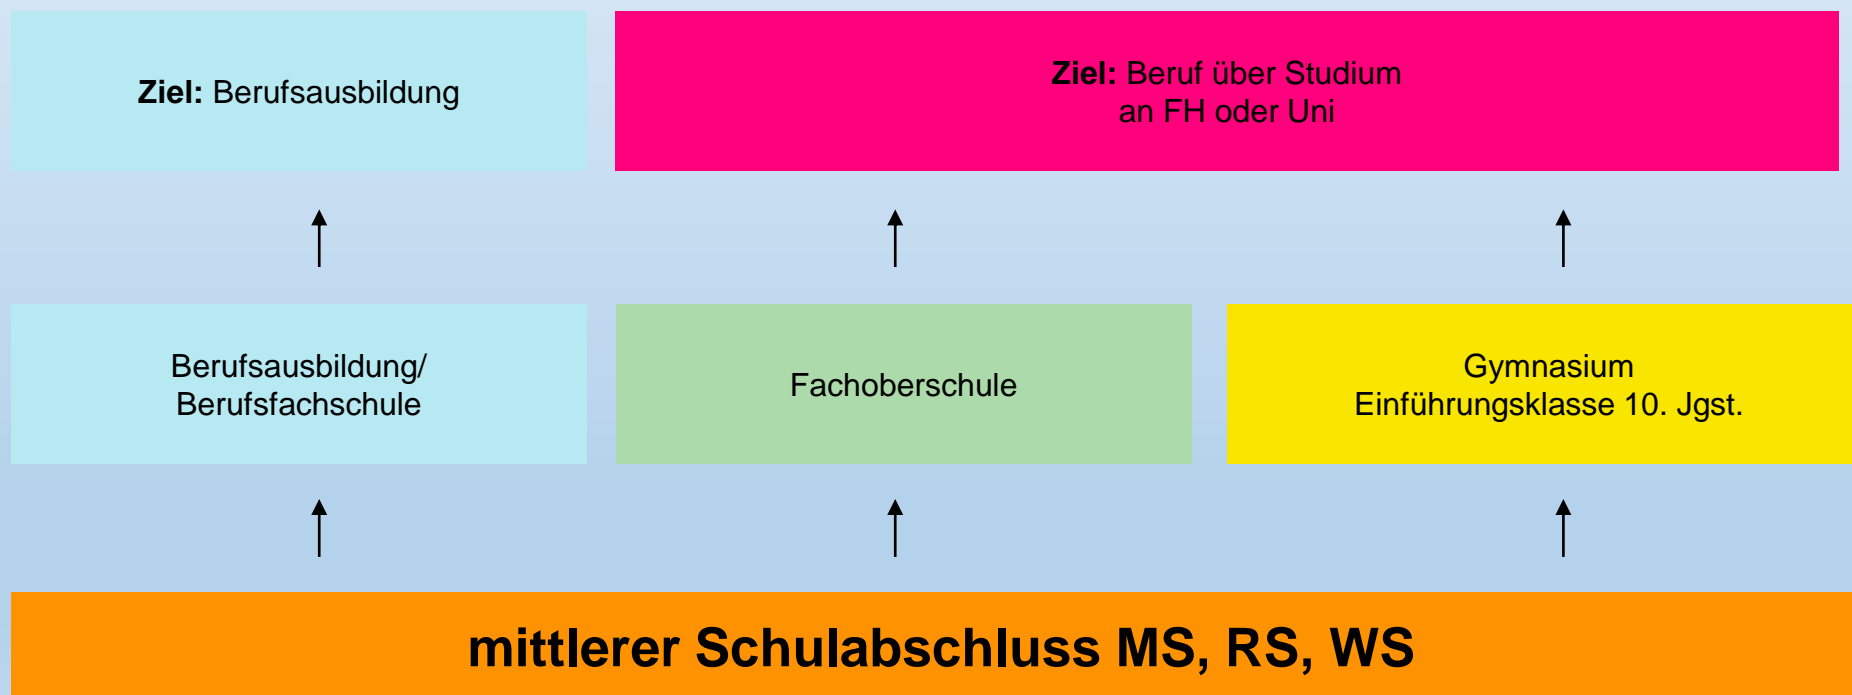 Ziel: Berufsausbildung
Ziel: Beruf über Studium
an FH oder Uni
Berufsausbildung/
Berufsfachschule
Fachoberschule
Gymnasium
Einführungsklasse 10. Jgst.
mittlerer Schulabschluss MS, RS, WS